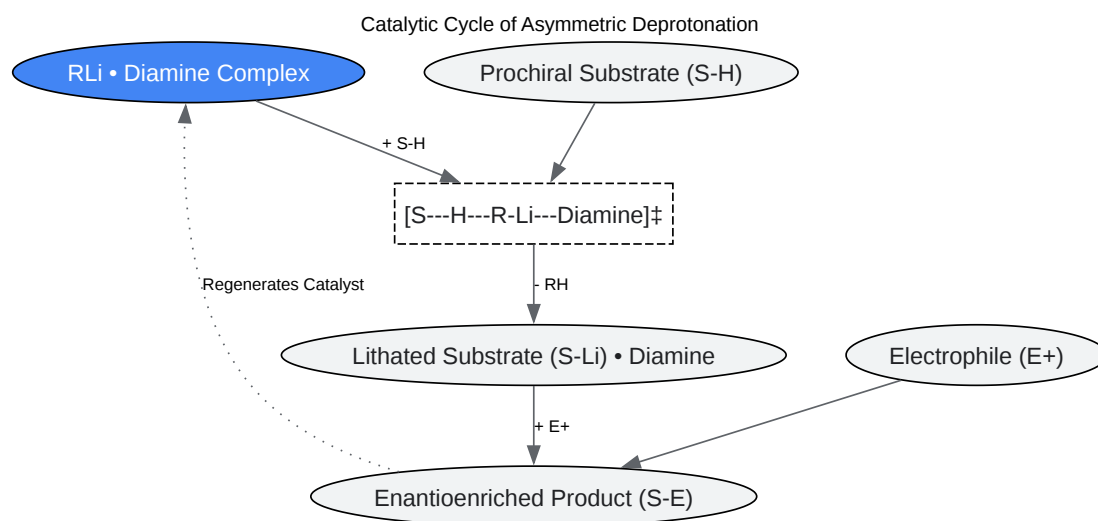 Catalytic Cycle of Asymmetric Deprotonation
RLi • Diamine Complex
Prochiral Substrate (S-H)
+ S-H
[S---H---R-Li---Diamine]‡
Regenerates Catalyst
- RH
Lithated Substrate (S-Li) • Diamine
Electrophile (E+)
+ E+
Enantioenriched Product (S-E)